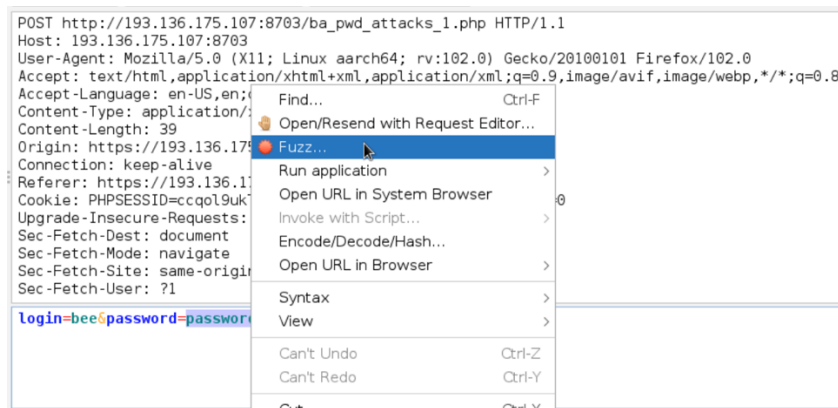 POST http://193.136.175.107:8703/ba_pwd_attacks_1.php HTTP/1.1
Host: 193.136.175.107:8703
User-Agent: Mozilla/5.0 (X11; Linux aarch64; rv:102.0) Gecko/20100101 Firefox/102.0
Accept: text/html,application/xhtml+xml,application/xml;q=0.9,image/avif,image/webp,*/*;q=0.8
Accept-Language: en-US,en;
Content-Type: application/
Content-Length: 39
Origin: https://193.136.175
Connection: keep-alive
Referer: https://193.136.1
Cookie: PHPSESSID=ccqol9uk =0
Upgrade-Insecure-Requests:
Sec-Fetch-Dest: document
Sec-Fetch-Mode: navigate
Sec-Fetch-Site: same-origin
Sec-Fetch-User: ?1
login=bee&password=password
Find... Ctrl-F
Open/Resend with Request Editor...
Fuzz...
Run application
Open URL in System Browser
Invoke with Script...
Encode/Decode/Hash...
Open URL in Browser
Syntax
View
Can't Undo Ctrl-Z
Can't Redo Ctrl-Y
Cut Ctrl-X